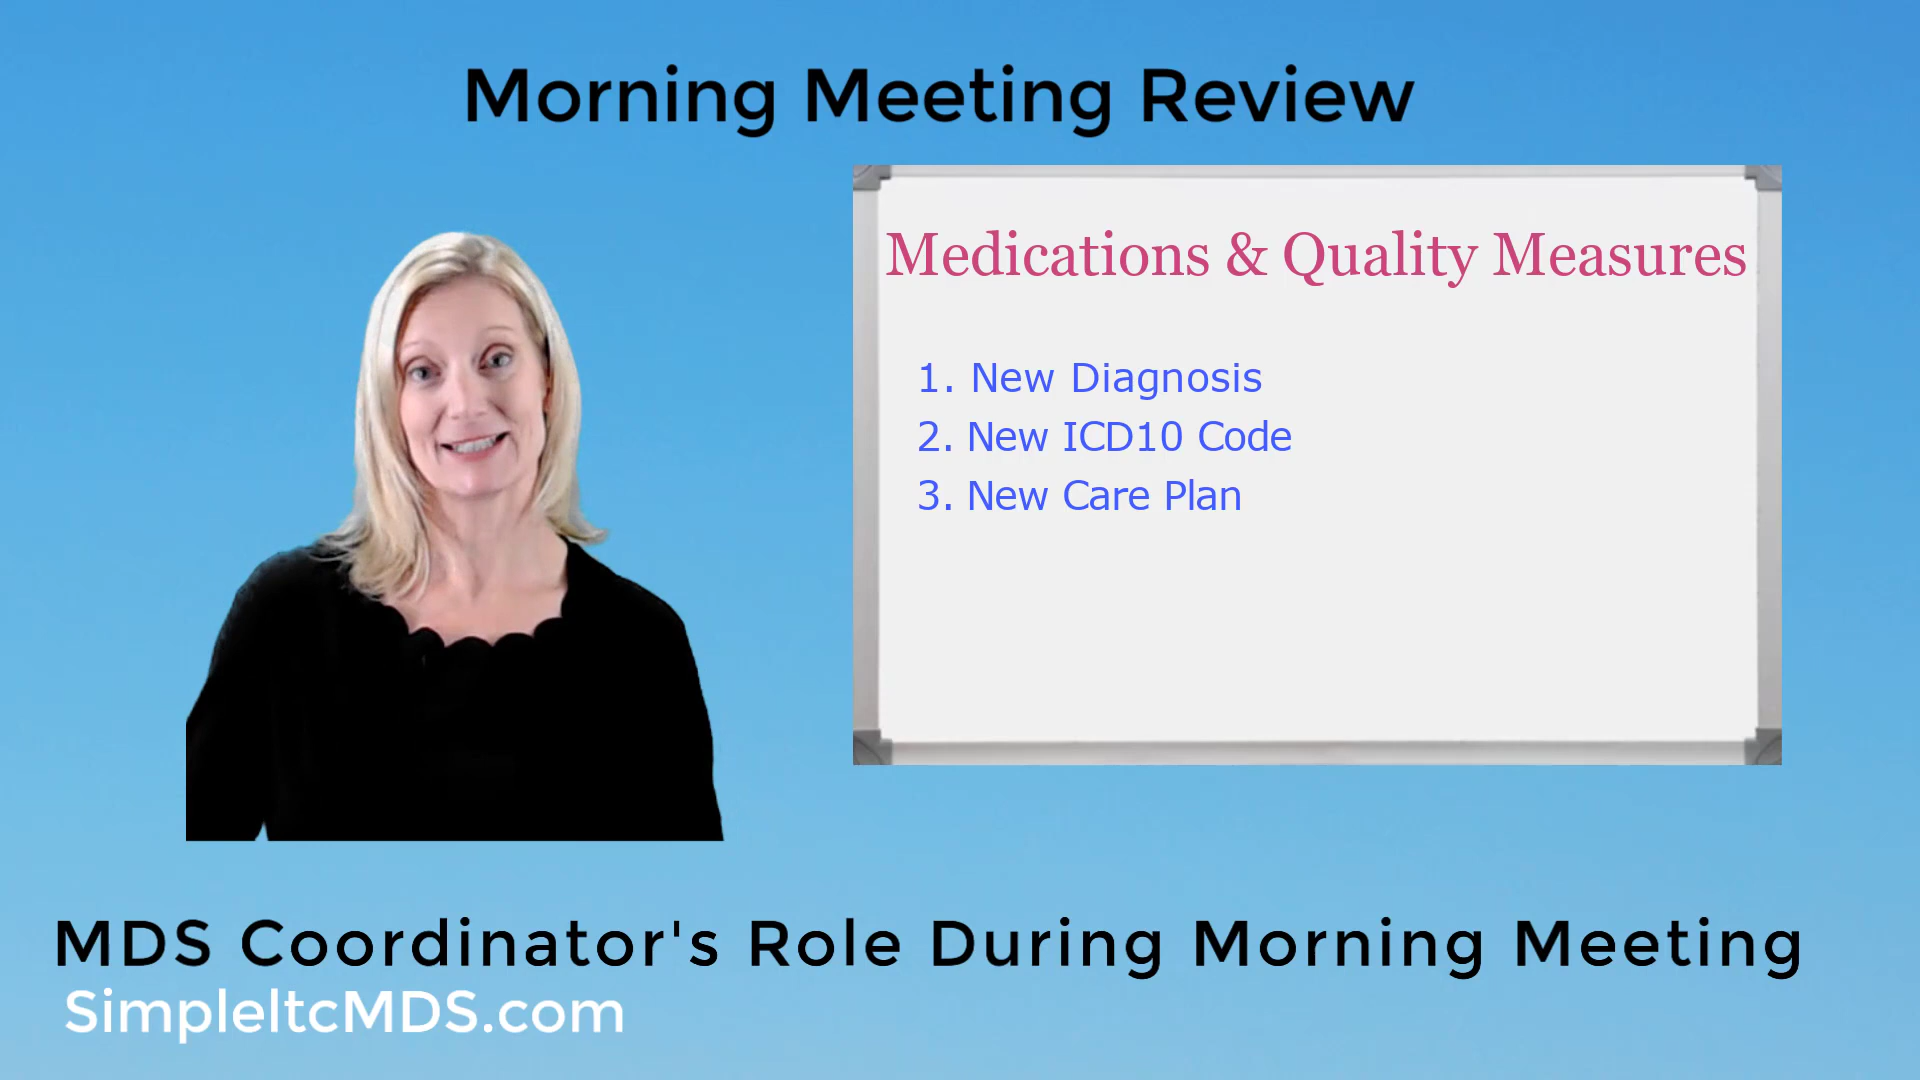 Morning Meeting Review
Medications & Quality Measures
1. New Diagnosis
2. New ICD10 Code
3. New Care Plan
MDS Coordinator's Role During Morning Meeting
SimpleltcMDS.com